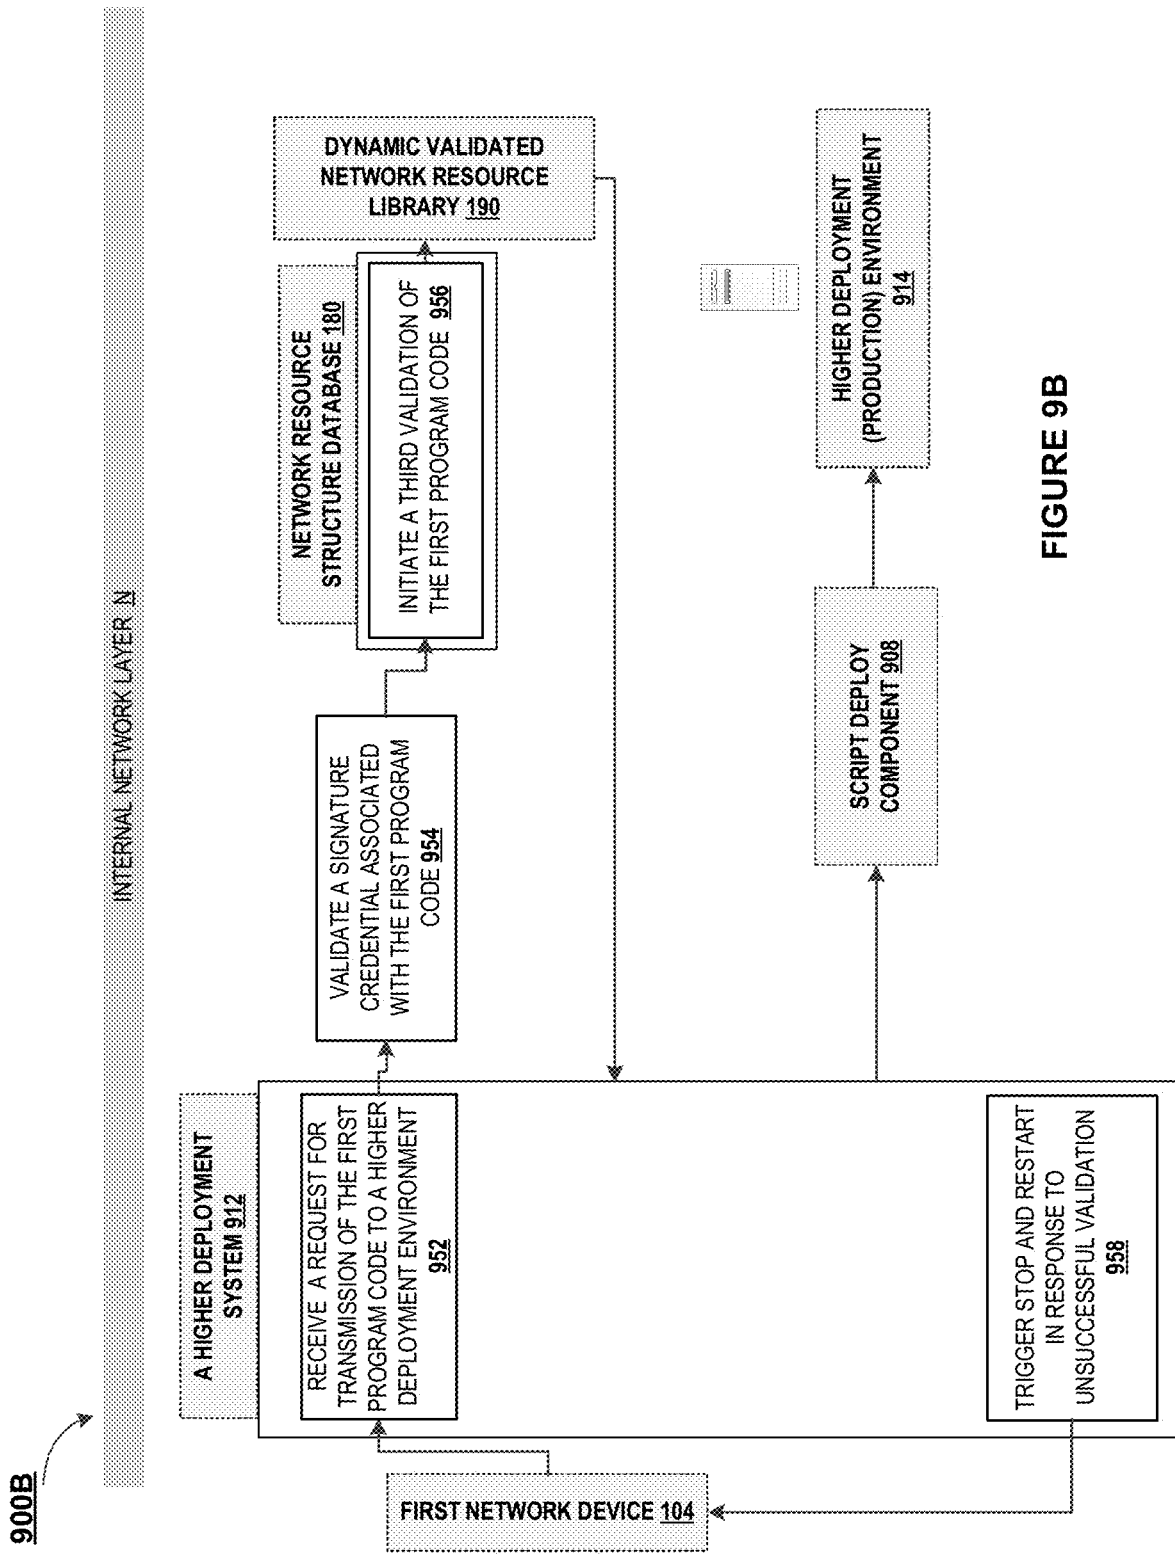 900B
INTERNAL NETWORK LAYER N
A HIGHER DEPLOYMENT
SYSTEM 912
RECEIVE A REQUEST FOR
TRANSMISSION OF THE FIRST
PROGRAM CODE TO A HIGHER
DEPLOYMENT ENVIRONMENT
952
VALIDATE A SIGNATURE
CREDENTIAL ASSOCIATED
WITH THE FIRST PROGRAM
CODE 954
NETWORK RESOURCE
STRUCTURE DATABASE 180
INITIATE A THIRD VALIDATION OF
THE FIRST PROGRAM CODE 956
DYNAMIC VALIDATED
NETWORK RESOURCE
LIBRARY 190
FIRST NETWORK DEVICE 104
TRIGGER STOP AND RESTART
IN RESPONSE TO
UNSUCCESSFUL VALIDATION
958
SCRIPT DEPLOY
COMPONENT 908
HIGHER DEPLOYMENT
(PRODUCTION) ENVIRONMENT
914
FIGURE 9B